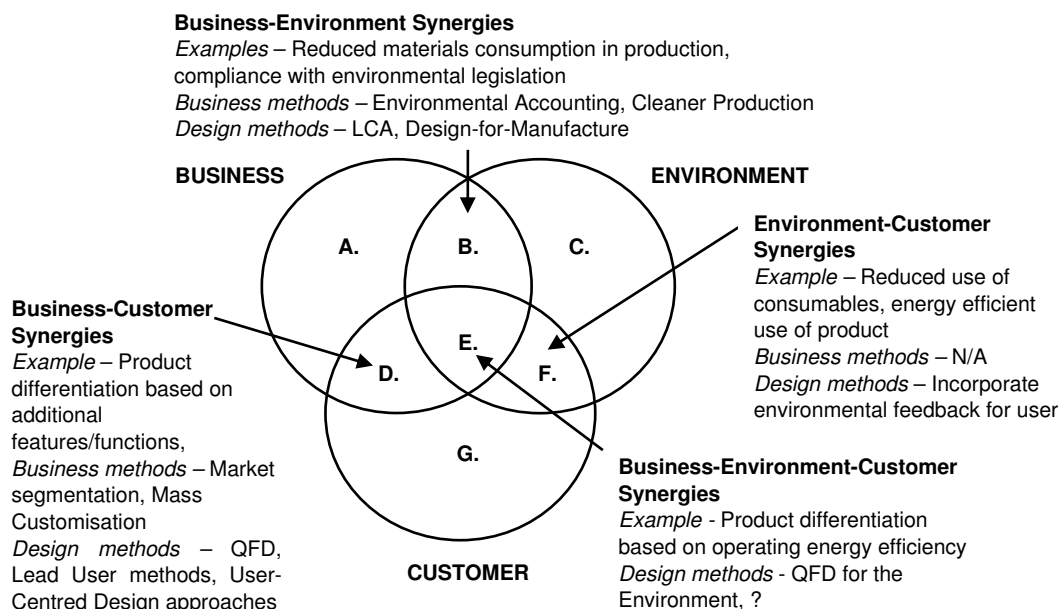 Business-Environment Synergies
Examples – Reduced materials consumption in production,
compliance with environmental legislation
Business methods – Environmental Accounting, Cleaner Production
Design methods – LCA, Design-for-Manufacture
BUSINESS
ENVIRONMENT
A.
B.
C.
D.
E.
F.
G.
Environment-Customer
Synergies
Example – Reduced use of
consumables, energy efficient
use of product
Business methods – N/A
Design methods – Incorporate
environmental feedback for user
Business-Customer
Synergies
Example – Product
differentiation based on
additional
features/functions,
Business methods – Market
segmentation, Mass
Customisation
Design methods – QFD,
Lead User methods, User-
Centred Design approaches
CUSTOMER
Business-Environment-Customer
Synergies
Example - Product differentiation
based on operating energy efficiency
Design methods - QFD for the
Environment, ?